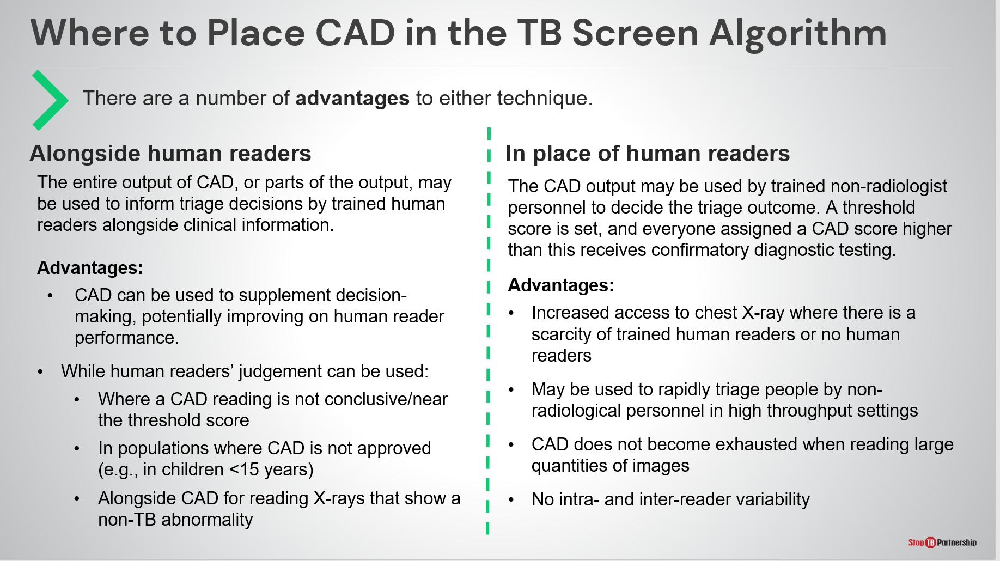 Where to Place CAD in the TB Screen Algorithm
There are a number of advantages to either technique.
Alongside human readers
The entire output of CAD, or parts of the output, may
be used to inform triage decisions by trained human
readers alongside clinical information.
Advantages:
• CAD can be used to supplement decision-
making, potentially improving on human reader
performance.
• While human readers’ judgement can be used:
• Where a CAD reading is not conclusive/near
the threshold score
• In populations where CAD is not approved
(e.g., in children <15 years)
• Alongside CAD for reading X-rays that show a
non-TB abnormality
In place of human readers
The CAD output may be used by trained non-radiologist
personnel to decide the triage outcome. A threshold
score is set, and everyone assigned a CAD score higher
than this receives confirmatory diagnostic testing.
Advantages:
• Increased access to chest X-ray where there is a
scarcity of trained human readers or no human
readers
• May be used to rapidly triage people by non-
radiological personnel in high throughput settings
• CAD does not become exhausted when reading large
quantities of images
• No intra- and inter-reader variability
Stop TB Partnership